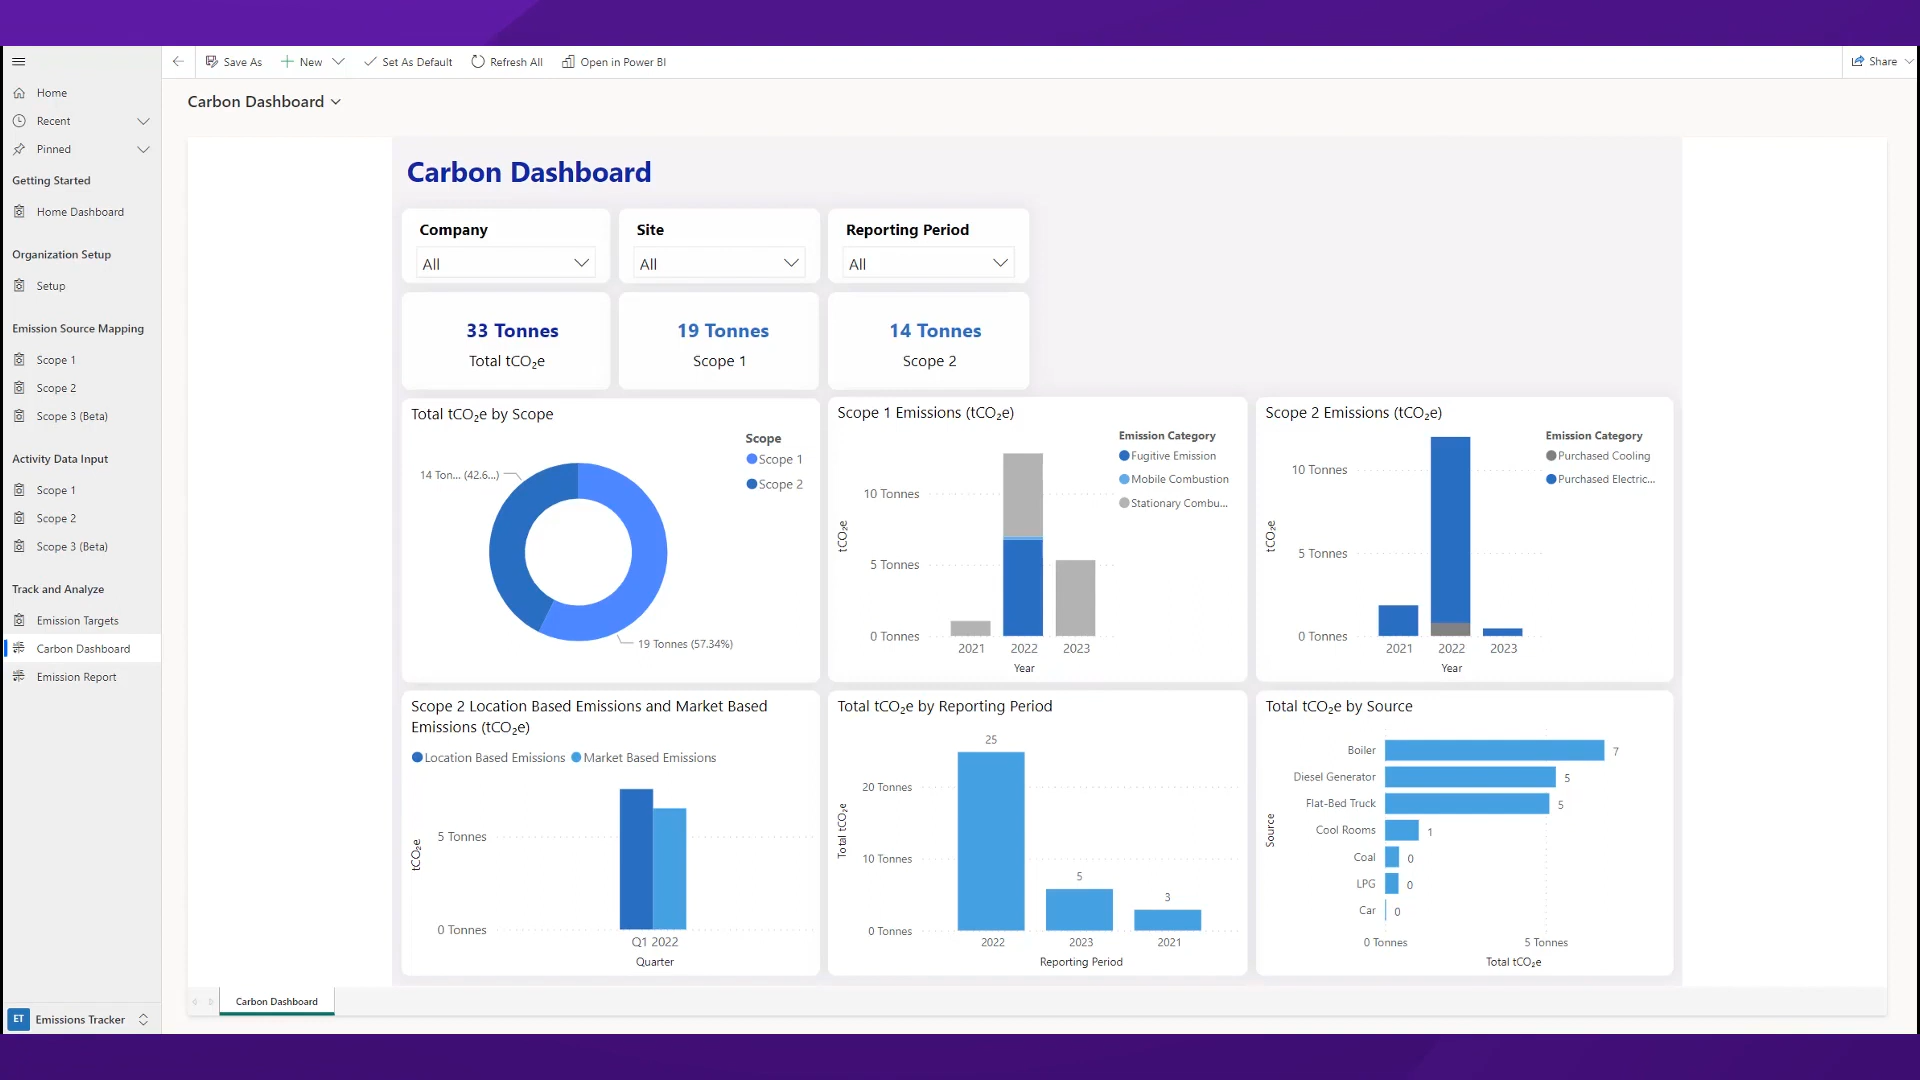 Save As
New
Set As Default
Refresh All
Open in Power BI
Share
Home
Recent
Pinned
Getting Started
Home Dashboard
Organization Setup
Setup
Emission Source Mapping
Scope 1
Scope 2
Scope 3 (Beta)
Activity Data Input
Scope 1
Scope 2
Scope 3 (Beta)
Track and Analyze
Emission Targets
Carbon Dashboard
Emission Report
ET Emissions Tracker
Carbon Dashboard
Carbon Dashboard
Company
All
Site
All
Reporting Period
All
33 Tonnes
Total tCO₂e
19 Tonnes
Scope 1
14 Tonnes
Scope 2
Total tCO₂e by Scope
Scope
Scope 1
Scope 2
14 Ton... (42.6...)
19 Tonnes (57.34%)
Scope 1 Emissions (tCO₂e)
Emission Category
Fugitive Emission
Mobile Combustion
Stationary Combu...
10 Tonnes
5 Tonnes
0 Tonnes
tCO₂e
2021 2022 2023
Year
Scope 2 Emissions (tCO₂e)
Emission Category
Purchased Cooling
Purchased Electric...
10 Tonnes
5 Tonnes
0 Tonnes
tCO₂e
2021 2022 2023
Year
Scope 2 Location Based Emissions and Market Based
Emissions (tCO₂e)
Location Based Emissions Market Based Emissions
5 Tonnes
0 Tonnes
tCO₂e
Q1 2022
Quarter
Total tCO₂e by Reporting Period
25
5
3
20 Tonnes
10 Tonnes
0 Tonnes
Total tCO₂e
2022 2023 2021
Reporting Period
Total tCO₂e by Source
Boiler 7
Diesel Generator 5
Flat-Bed Truck 5
Cool Rooms 1
Coal 0
LPG 0
Car 0
Source
0 Tonnes 5 Tonnes
Total tCO₂e
Carbon Dashboard